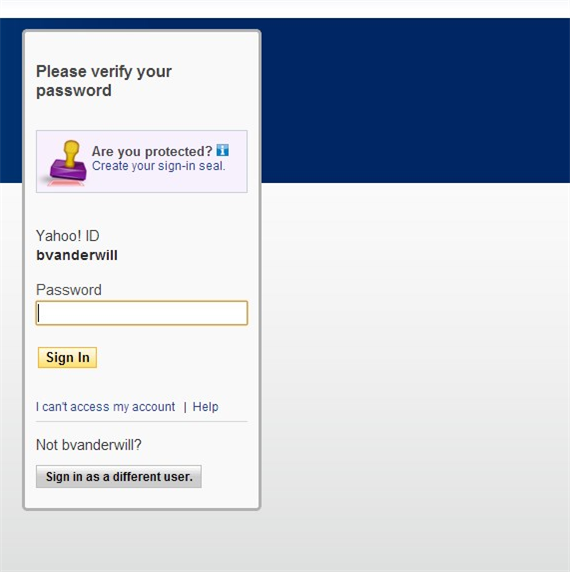 Please verify your
password
Are you protected?
Create your sign-in seal.
Yahoo! ID
bvanderwill
Password
Sign In
I can't access my account | Help
Not bvanderwill?
Sign in as a different user.